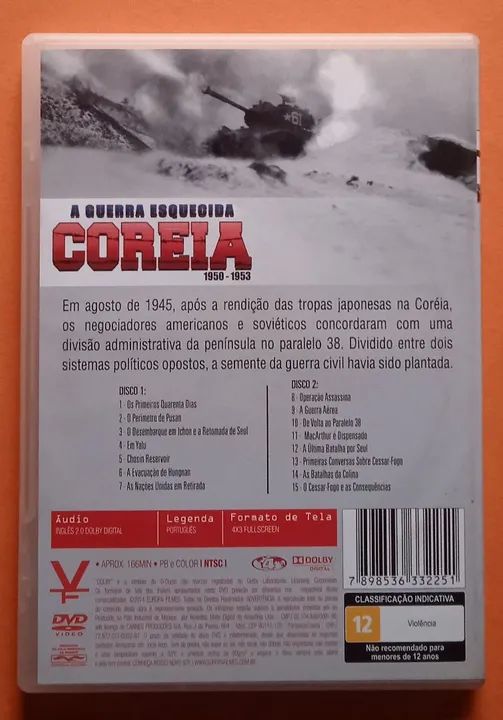 61
A GUERRA ESQUECIDA
COREIA
1950 - 1953
Em agosto de 1945, após a rendição das tropas japonesas na Coréia,
os negociadores americanos e soviéticos concordaram com uma
divisão administrativa da península no paralelo 38. Dividido entre dois
sistemas políticos opostos, a semente da guerra civil havia sido plantada.
DISCO 1:
1 - Os Primeiros Quarenta Dias
2 - O Perímetro de Pusan
3 - O Desembarque em Ichon e a Retomada de Seul
4 - Em Yalu
5 - Chosin Reservoir
6 - A Evacuação de Hungnan
7 - As Nações Unidas em Retirada
DISCO 2:
8 - Operação Assassina
9 - A Guerra Aérea
10 - De Volta ao Paralelo 38
11 - MacArthur é Dispensado
12 - A Última Batalha por Seul
13 - Primeiras Conversas Sobre Cessar-Fogo
14 - As Batalhas da Colina
15 - O Cessar-Fogo e as Consequências
Áudio
INGLÊS 2.0 DOLBY DIGITAL
Legenda
PORTUGUÊS
Formato de Tela
4X3 FULLSCREEN
• APROX. 166MIN. • PB e COLOR | NTSC |
DOLBY
DIGITAL
DVD
VIDEO
7 898536 332251
CLASSIFICAÇÃO INDICATIVA
12
Violência
Não recomendado para
menores de 12 anos